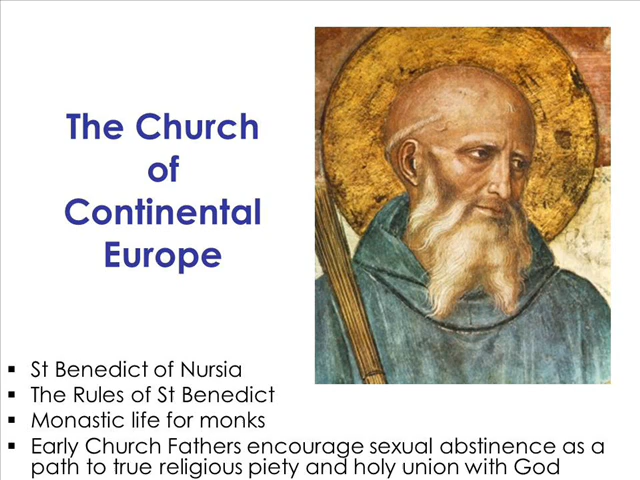 The Church
of
Continental
Europe
▪ St Benedict of Nursia
▪ The Rules of St Benedict
▪ Monastic life for monks
▪ Early Church Fathers encourage sexual abstinence as a
path to true religious piety and holy union with God